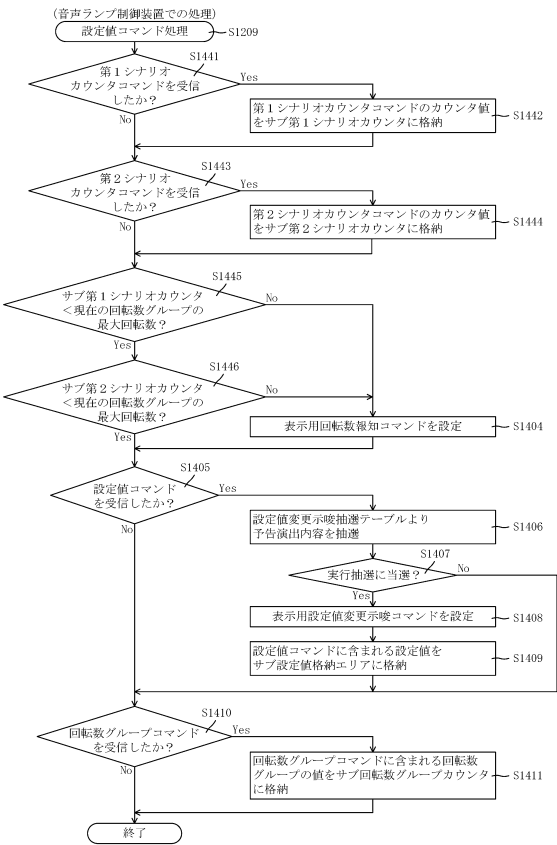 (音声ランプ制御装置での処理)
設定値コマンド処理
S1209
第1シナリオ
カウンタコマンドを受信
したか?
S1441
Yes
No
第1シナリオカウンタコマンドのカウンタ値
をサブ第1シナリオカウンタに格納
S1442
第2シナリオ
カウンタコマンドを受信
したか?
S1443
Yes
No
第2シナリオカウンタコマンドのカウンタ値
をサブ第2シナリオカウンタに格納
S1444
サブ第1シナリオカウンタ
<現在の回転数グループの
最大回転数?
S1445
No
Yes
サブ第2シナリオカウンタ
<現在の回転数グループの
最大回転数?
S1446
No
Yes
表示用回転数報知コマンドを設定
S1404
設定値コマンド
を受信したか?
S1405
Yes
No
設定値変更示唆抽選テーブルより
予告演出内容を抽選
S1406
実行抽選に当選?
S1407
No
Yes
表示用設定値変更示唆コマンドを設定
S1408
設定値コマンドに含まれる設定値を
サブ設定値格納エリアに格納
S1409
回転数グループコマンド
を受信したか?
S1410
Yes
No
回転数グループコマンドに含まれる回転数
グループの値をサブ回転数グループカウンタ
に格納
S1411
終了